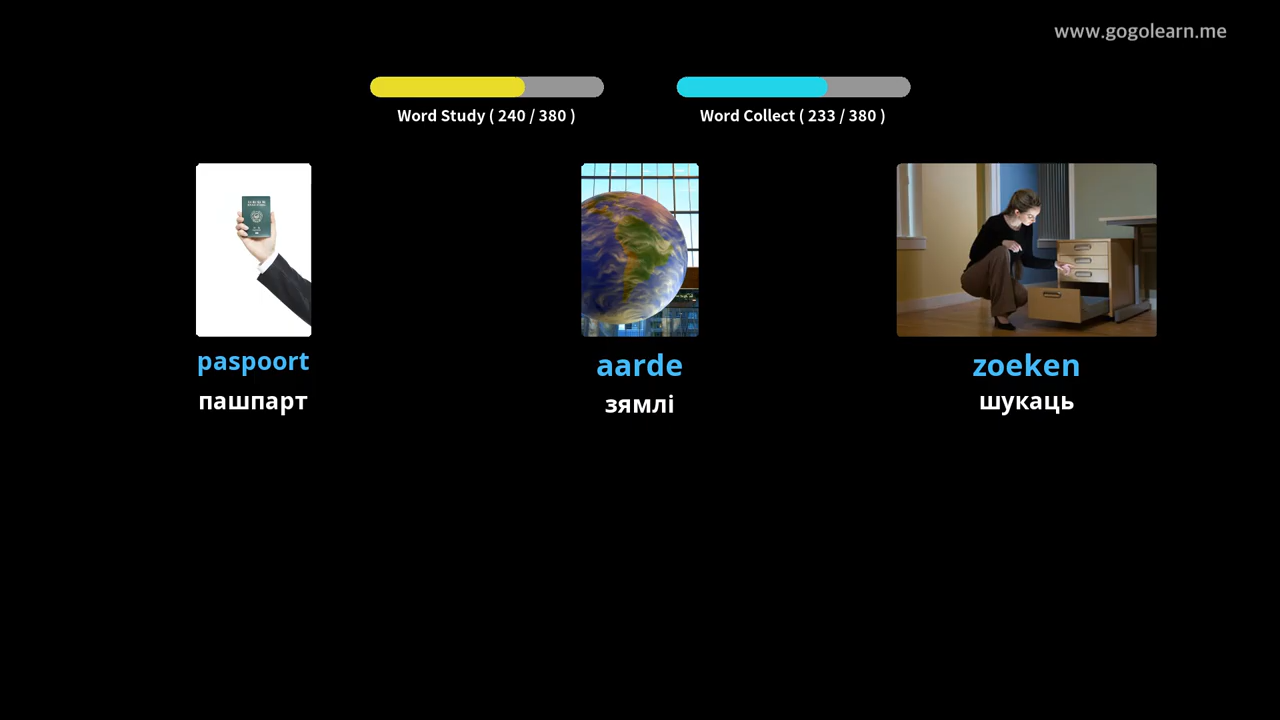 www.gogolearn.me
Word Study ( 240 / 380 )
Word Collect ( 233 / 380 )
paspoort
aarde
zoeken
пашпарт
зямлі
шукаць